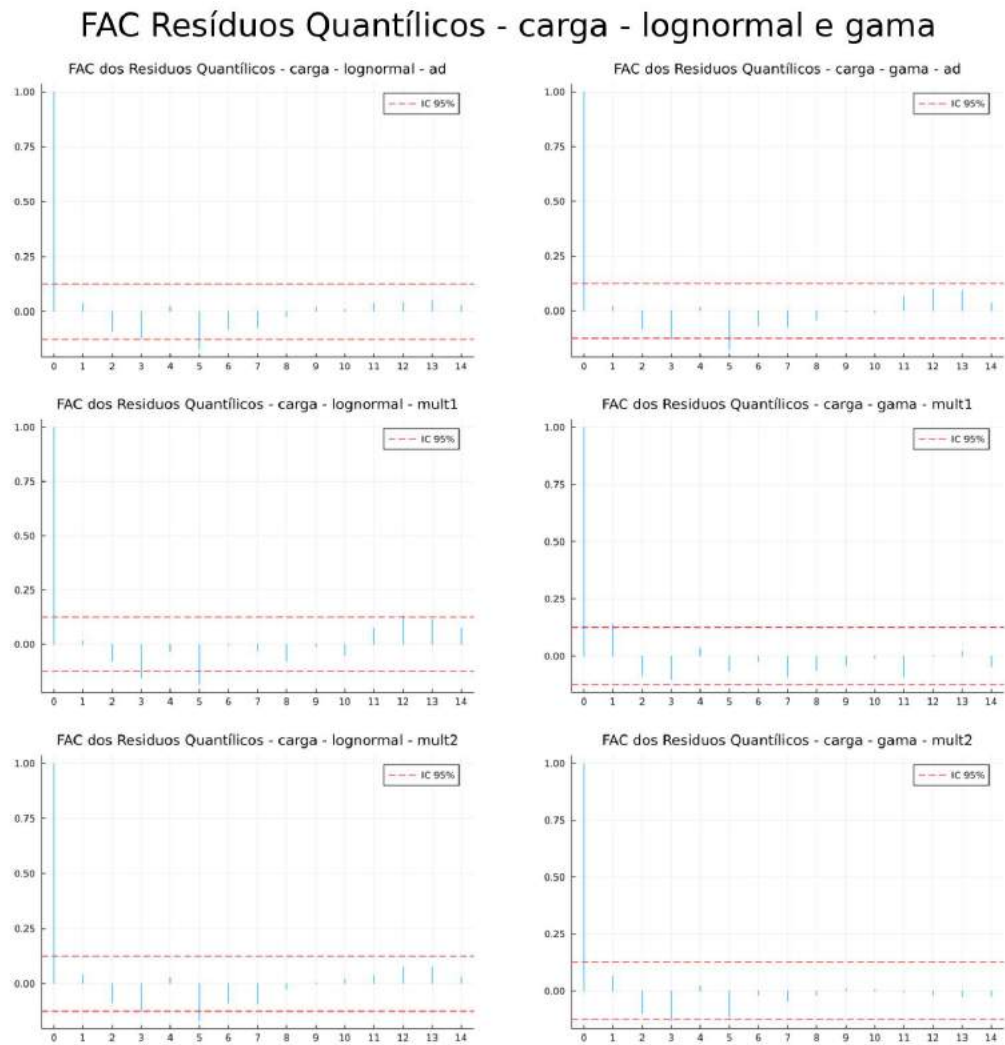 FAC Resíduos Quantílicos - carga - lognormal e gama
FAC dos Residuos Quantílicos - carga - lognormal - ad
1.00
0.75
0.50
0.25
0.00
IC 95%
0 1 2 3 4 5 6 7 8 9 10 11 12 13 14
FAC dos Residuos Quantílicos - carga - gama - ad
1.00
0.75
0.50
0.25
0.00
IC 95%
0 1 2 3 4 5 6 7 8 9 10 11 12 13 14
FAC dos Residuos Quantílicos - carga - lognormal - mult1
1.00
0.75
0.50
0.25
0.00
IC 95%
0 1 2 3 4 5 6 7 8 9 10 11 12 13 14
FAC dos Residuos Quantílicos - carga - gama - mult1
1.00
0.75
0.50
0.25
0.00
IC 95%
0 1 2 3 4 5 6 7 8 9 10 11 12 13 14
FAC dos Residuos Quantílicos - carga - lognormal - mult2
1.00
0.75
0.50
0.25
0.00
IC 95%
0 1 2 3 4 5 6 7 8 9 10 11 12 13 14
FAC dos Residuos Quantílicos - carga - gama - mult2
1.00
0.75
0.50
0.25
0.00
IC 95%
0 1 2 3 4 5 6 7 8 9 10 11 12 13 14